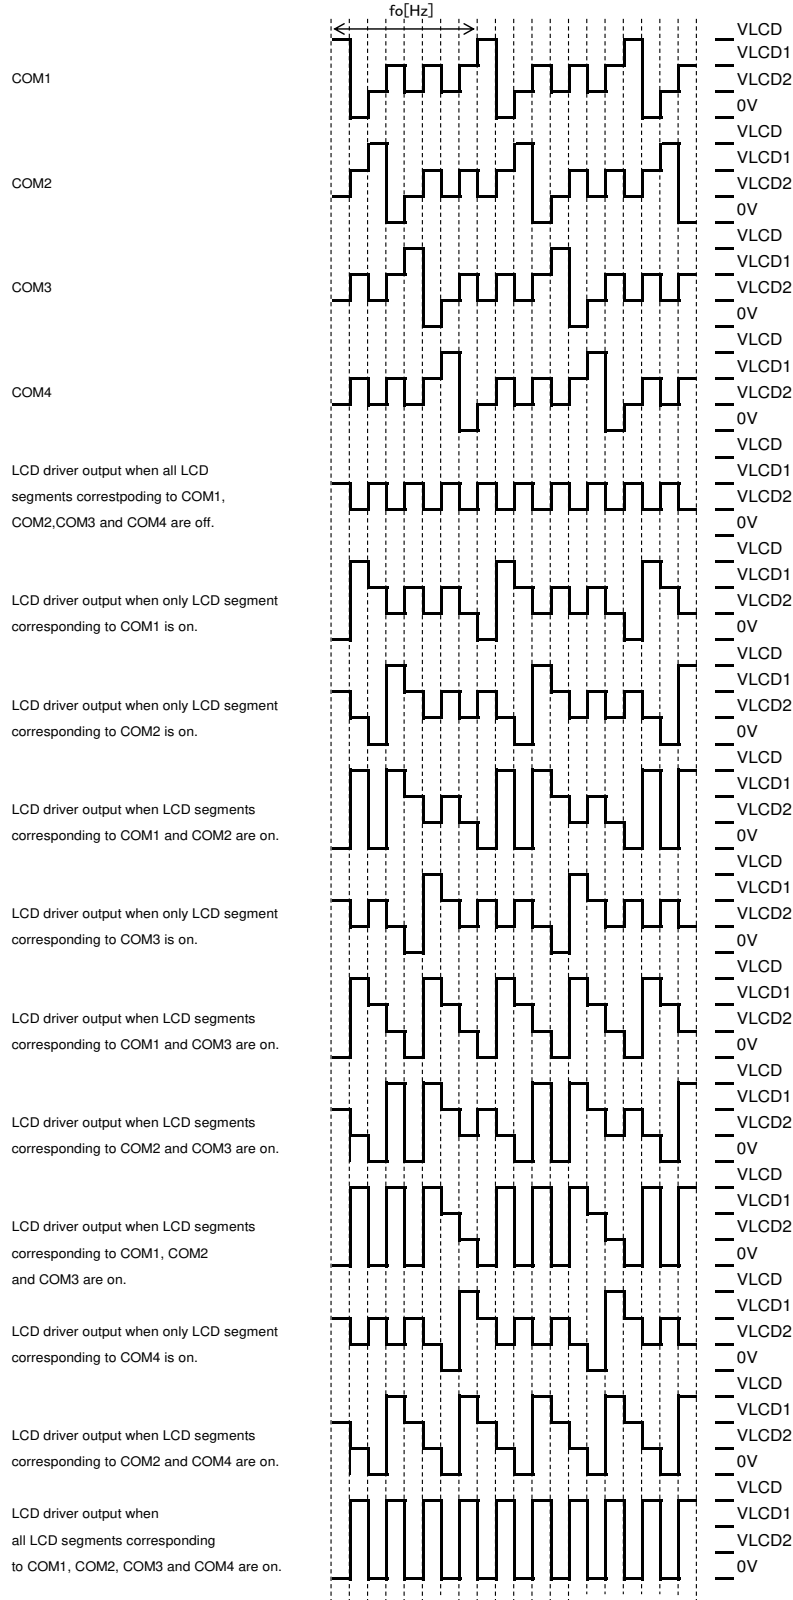 fo[Hz]
VLCD
VLCD1
COM1
VLCD2
0V
VLCD
VLCD1
COM2
VLCD2
0V
VLCD
VLCD1
COM3
VLCD2
0V
VLCD
VLCD1
COM4
VLCD2
0V
VLCD
LCD driver output when all LCD
VLCD1
segments correstpoding to COM1,
VLCD2
COM2,COM3 and COM4 are off.
0V
VLCD
VLCD1
LCD driver output when only LCD segment
VLCD2
corresponding to COM1 is on.
0V
VLCD
VLCD1
LCD driver output when only LCD segment
VLCD2
corresponding to COM2 is on.
0V
VLCD
VLCD1
LCD driver output when LCD segments
VLCD2
corresponding to COM1 and COM2 are on.
0V
VLCD
VLCD1
LCD driver output when only LCD segment
VLCD2
corresponding to COM3 is on.
0V
VLCD
VLCD1
LCD driver output when LCD segments
VLCD2
corresponding to COM1 and COM3 are on.
0V
VLCD
VLCD1
LCD driver output when LCD segments
VLCD2
corresponding to COM2 and COM3 are on.
0V
VLCD
VLCD1
LCD driver output when LCD segments
VLCD2
corresponding to COM1, COM2
0V
and COM3 are on.
VLCD
VLCD1
LCD driver output when only LCD segment
VLCD2
corresponding to COM4 is on.
0V
VLCD
VLCD1
LCD driver output when LCD segments
VLCD2
corresponding to COM2 and COM4 are on.
0V
VLCD
LCD driver output when
VLCD1
all LCD segments corresponding
VLCD2
to COM1, COM2, COM3 and COM4 are on.
0V